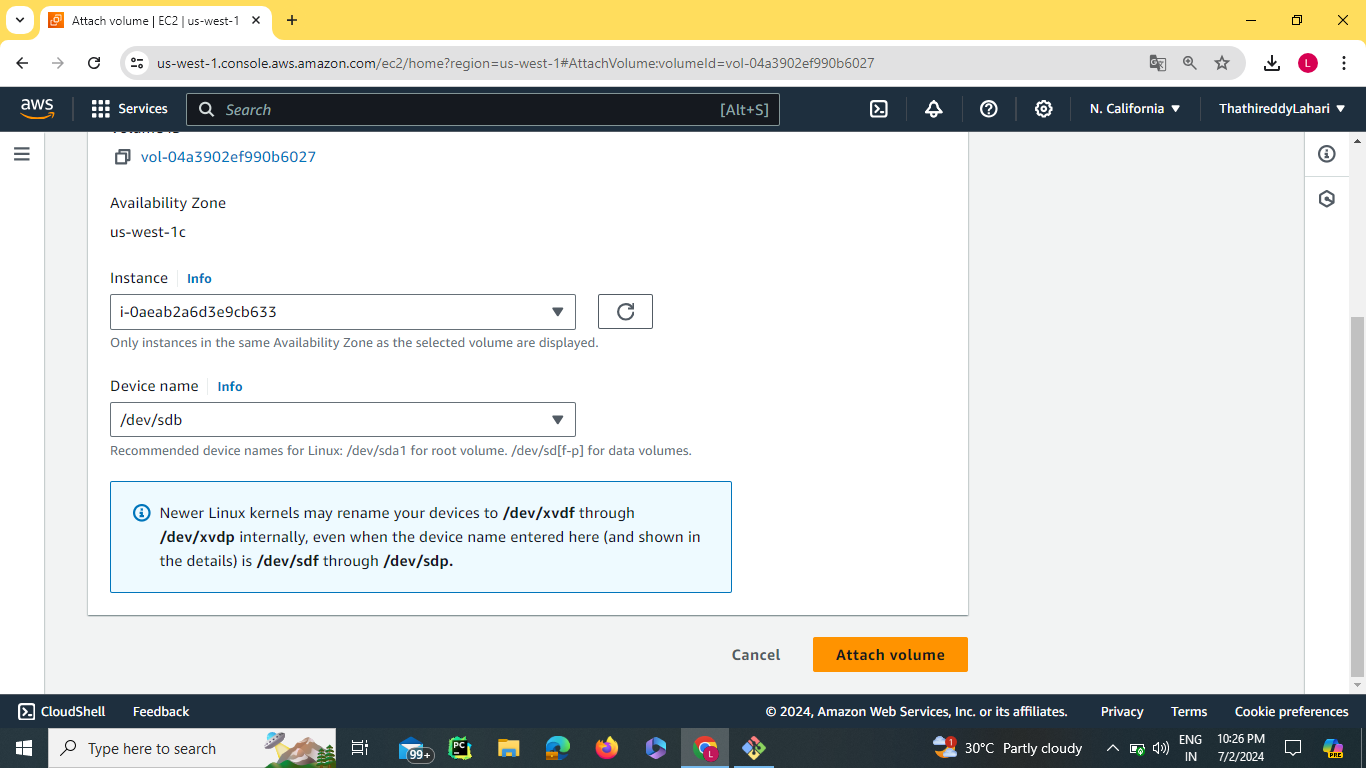 Attach volume | EC2 | us-west-1
us-west-1.console.aws.amazon.com/ec2/home?region=us-west-1#AttachVolume:volumeId=vol-04a3902ef990b6027
L
aws
Services
Search
[Alt+S]
N. California
ThathireddyLahari
vol-04a3902ef990b6027
Availability Zone
us-west-1c
Instance
Info
i-0aeab2a6d3e9cb633
Only instances in the same Availability Zone as the selected volume are displayed.
Device name
Info
/dev/sdb
Recommended device names for Linux: /dev/sda1 for root volume. /dev/sd[f-p] for data volumes.
Newer Linux kernels may rename your devices to /dev/xvdf through
/dev/xvdp internally, even when the device name entered here (and shown in
the details) is /dev/sdf through /dev/sdp.
Cancel
Attach volume
CloudShell
Feedback
© 2024, Amazon Web Services, Inc. or its affiliates.
Privacy
Terms
Cookie preferences
Type here to search
99+
PC
L
1
30°C Partly cloudy
ENG
IN
10:26 PM
7/2/2024
PRE